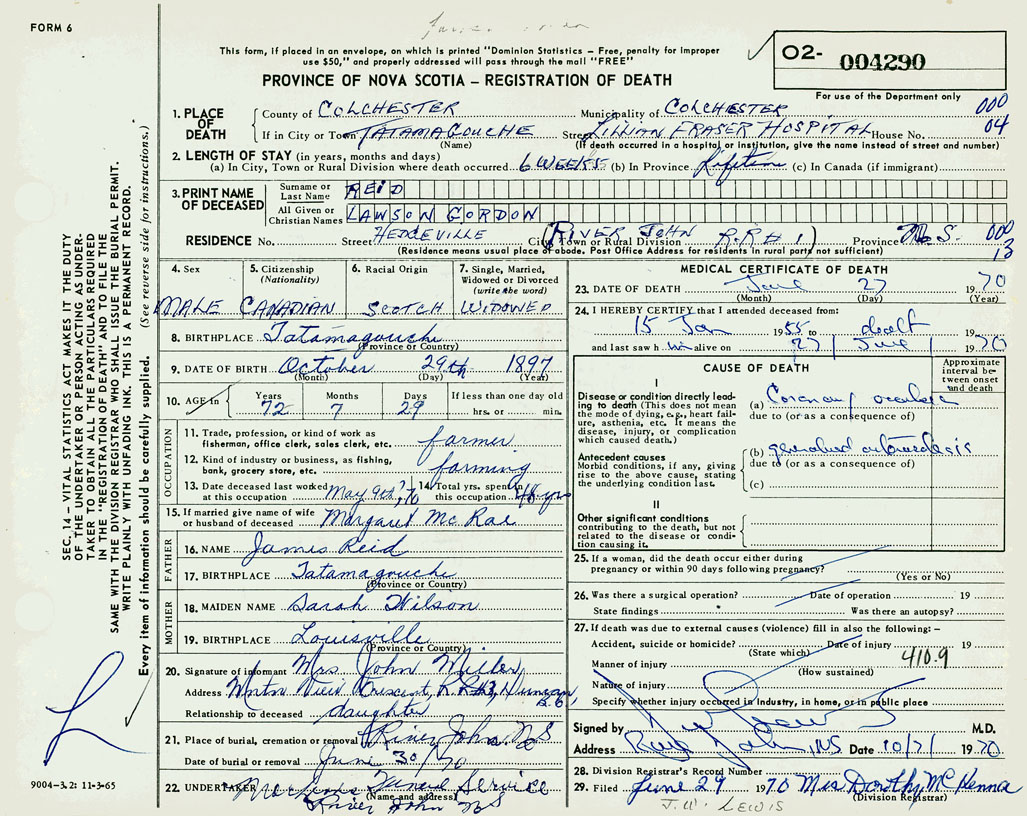 FORM 6
This form, if placed in an envelope, on which is printed "Dominion Statistics – Free, penalty for improper
use $50," and properly addressed will pass through the mail "FREE"
PROVINCE OF NOVA SCOTIA – REGISTRATION OF DEATH
O2- 004290
For use of the Department only
1. PLACE OF DEATH County of COLCHESTER Municipality of COLCHESTER 000
If in City or Town TATAMAGOUCHE Street LILLIAN FRASER HOSPITAL House No. 04
(Name) (If death occurred in a hospital or institution, give the name instead of street and number)
2. LENGTH OF STAY (in years, months and days)
(a) In City, Town or Rural Division where death occurred 6 WEEKS (b) In Province Lifetime (c) In Canada (if immigrant)
3. PRINT NAME OF DECEASED Surname or Last Name REID
All Given or Christian Names LAWSON GORDON
RESIDENCE No. Street HEDGEVILLE City, Town or Rural Division (RIVER JOHN R.R # 1) Province N. S. 000
(Residence means usual place of abode. Post Office Address for residents in rural parts not sufficient) 13
4. Sex 5. Citizenship (Nationality) 6. Racial Origin 7. Single, Married, Widowed or Divorced (write the word)
MALE CANADIAN SCOTCH WIDOWED
8. BIRTHPLACE Tatamagouche
(Province or Country)
9. DATE OF BIRTH October 29th 1897
(Month) (Day) (Year)
10. AGE in Years Months Days If less than one day old
72 7 29 hrs. or min.
OCCUPATION
11. Trade, profession, or kind of work as
fisherman, office clerk, sales clerk, etc. farmer
12. Kind of industry or business, as fishing,
bank, grocery store, etc. farming
13. Date deceased last worked at this occupation May 9th, 70 14. Total yrs. spent in this occupation 48 yrs
15. If married give name of wife
or husband of deceased Margaret McRae
FATHER
16. NAME James Reid
17. BIRTHPLACE Tatamagouche
(Province or Country)
MOTHER
18. MAIDEN NAME Sarah Wilson
19. BIRTHPLACE Louisville
(Province or Country)
20. Signature of informant Mrs John Miller
Address Mntn View Crescent, R.R. #3, Duncan, B.C.
Relationship to deceased daughter
21. Place of burial, cremation or removal River John, N.S
Date of burial or removal June 30/70
22. UNDERTAKER Funeral Service
(Name and address) River John NS
MEDICAL CERTIFICATE OF DEATH
23. DATE OF DEATH June 27 1970
(Month) (Day) (Year)
24. I HEREBY CERTIFY that I attended deceased from:
15 Jan 1955 to death 19
and last saw him alive on 27 June 1970
CAUSE OF DEATH
Approximate interval between onset and death
I
Disease or condition directly leading to death (This does not mean the mode of dying, e.g., heart failure, asthenia, etc. It means the disease, injury, or complication which caused death.)
(a) Coronary occlusion
due to (or as a consequence of)
Antecedent causes
Morbid conditions, if any, giving rise to the above cause, stating the underlying condition last.
(b) generalized
due to (or as a consequence of)
(c)
II
Other significant conditions contributing to the death, but not related to the disease or condition causing it.
25. If a woman, did the death occur either during
pregnancy or within 90 days following pregnancy?
(Yes or No)
26. Was there a surgical operation? Date of operation 19
State findings Was there an autopsy?
27. If death was due to external causes (violence) fill in also the following: –
Accident, suicide or homicide? Date of injury 19
(State which) 410.9
Manner of injury
(How sustained)
Nature of injury
Specify whether injury occurred in industry, in home, or in public place
Signed by M.D.
Address River John, NS Date 10/7/ 1970
28. Division Registrar's Record Number
29. Filed June 29 1970 Mrs Dorothy McKenna
(Division Registrar)
J.W. LEWIS
SEC. 14 – VITAL STATISTICS ACT MAKES IT THE DUTY
OF THE UNDERTAKER OR PERSON ACTING AS UNDERTAKER
TO OBTAIN ALL THE PARTICULARS REQUIRED
IN THE "REGISTRATION OF DEATH" AND TO FILE THE
SAME WITH THE DIVISION REGISTRAR WHO SHALL ISSUE THE BURIAL PERMIT.
WRITE PLAINLY WITH UNFADING INK. THIS IS A PERMANENT RECORD.
Every item of information should be carefully supplied. (See reverse side for instructions.)
9004-3.2: 11-3-65